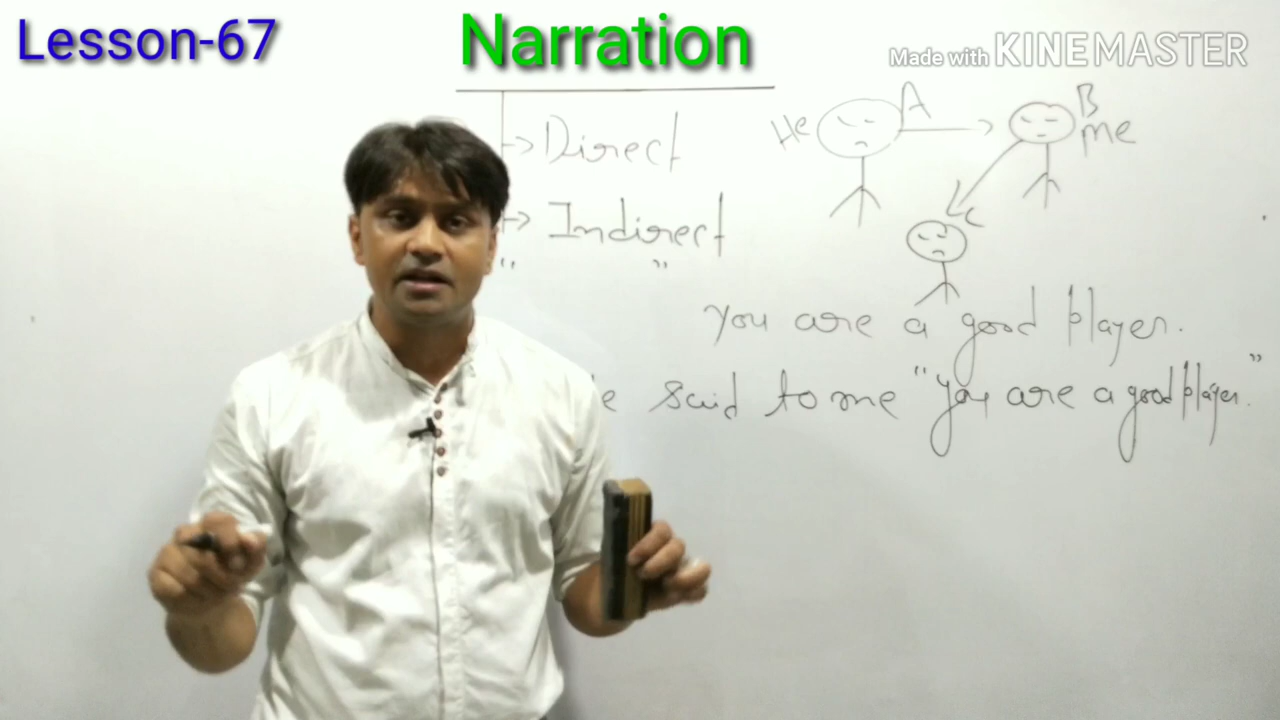 Lesson-67
Narration
Made with KINEMASTER
Direct
Indirect
" "
He
A
B
me
C
You are a good player.
e said to me "you are a good player."